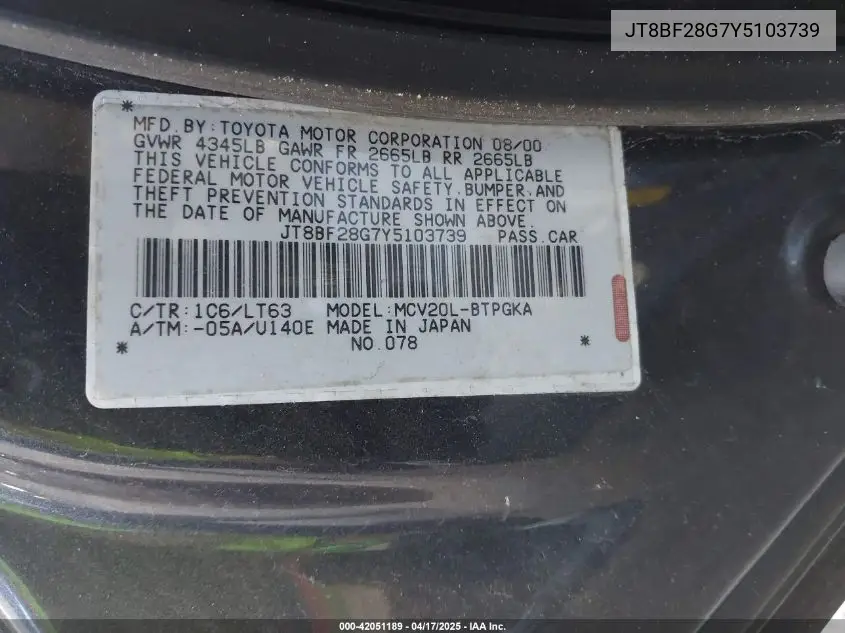 JT8BF28G7Y5103739
* MFD. BY: TOYOTA MOTOR CORPORATION 08/00
GVWR 4345LB GAWR FR 2665LB RR 2665LB
THIS VEHICLE CONFORMS TO ALL APPLICABLE
FEDERAL MOTOR VEHICLE SAFETY, BUMPER, AND
THEFT PREVENTION STANDARDS IN EFFECT ON
THE DATE OF MANUFACTURE SHOWN ABOVE.
JT8BF28G7Y5103739 PASS. CAR
C/TR: 1C6/LT63 MODEL: MCV20L-BTPGKA
A/TM: -05A/U140E MADE IN JAPAN
* NO. 078 *
000-42051189 - 04/17/2025 - IAA Inc.